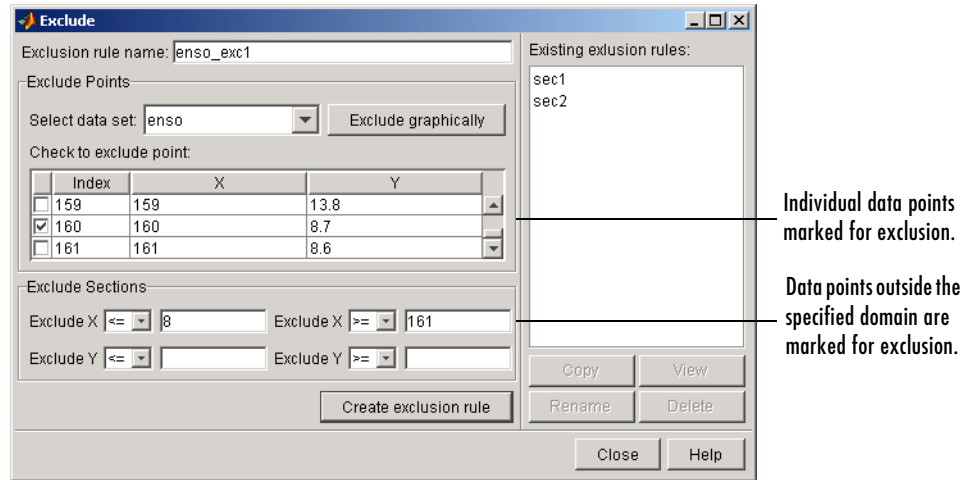 Exclude
Exclusion rule name: enso_exc1
Exclude Points
Select data set: enso
Exclude graphically
Check to exclude point:
Index X Y
159 159 13.8
160 160 8.7
161 161 8.6
Exclude Sections
Exclude X <= 8 Exclude X >= 161
Exclude Y <= Exclude Y >=
Create exclusion rule
Existing exlusion rules:
sec1
sec2
Copy View
Rename Delete
Close Help
Individual data points
marked for exclusion.
Data points outside the
specified domain are
marked for exclusion.